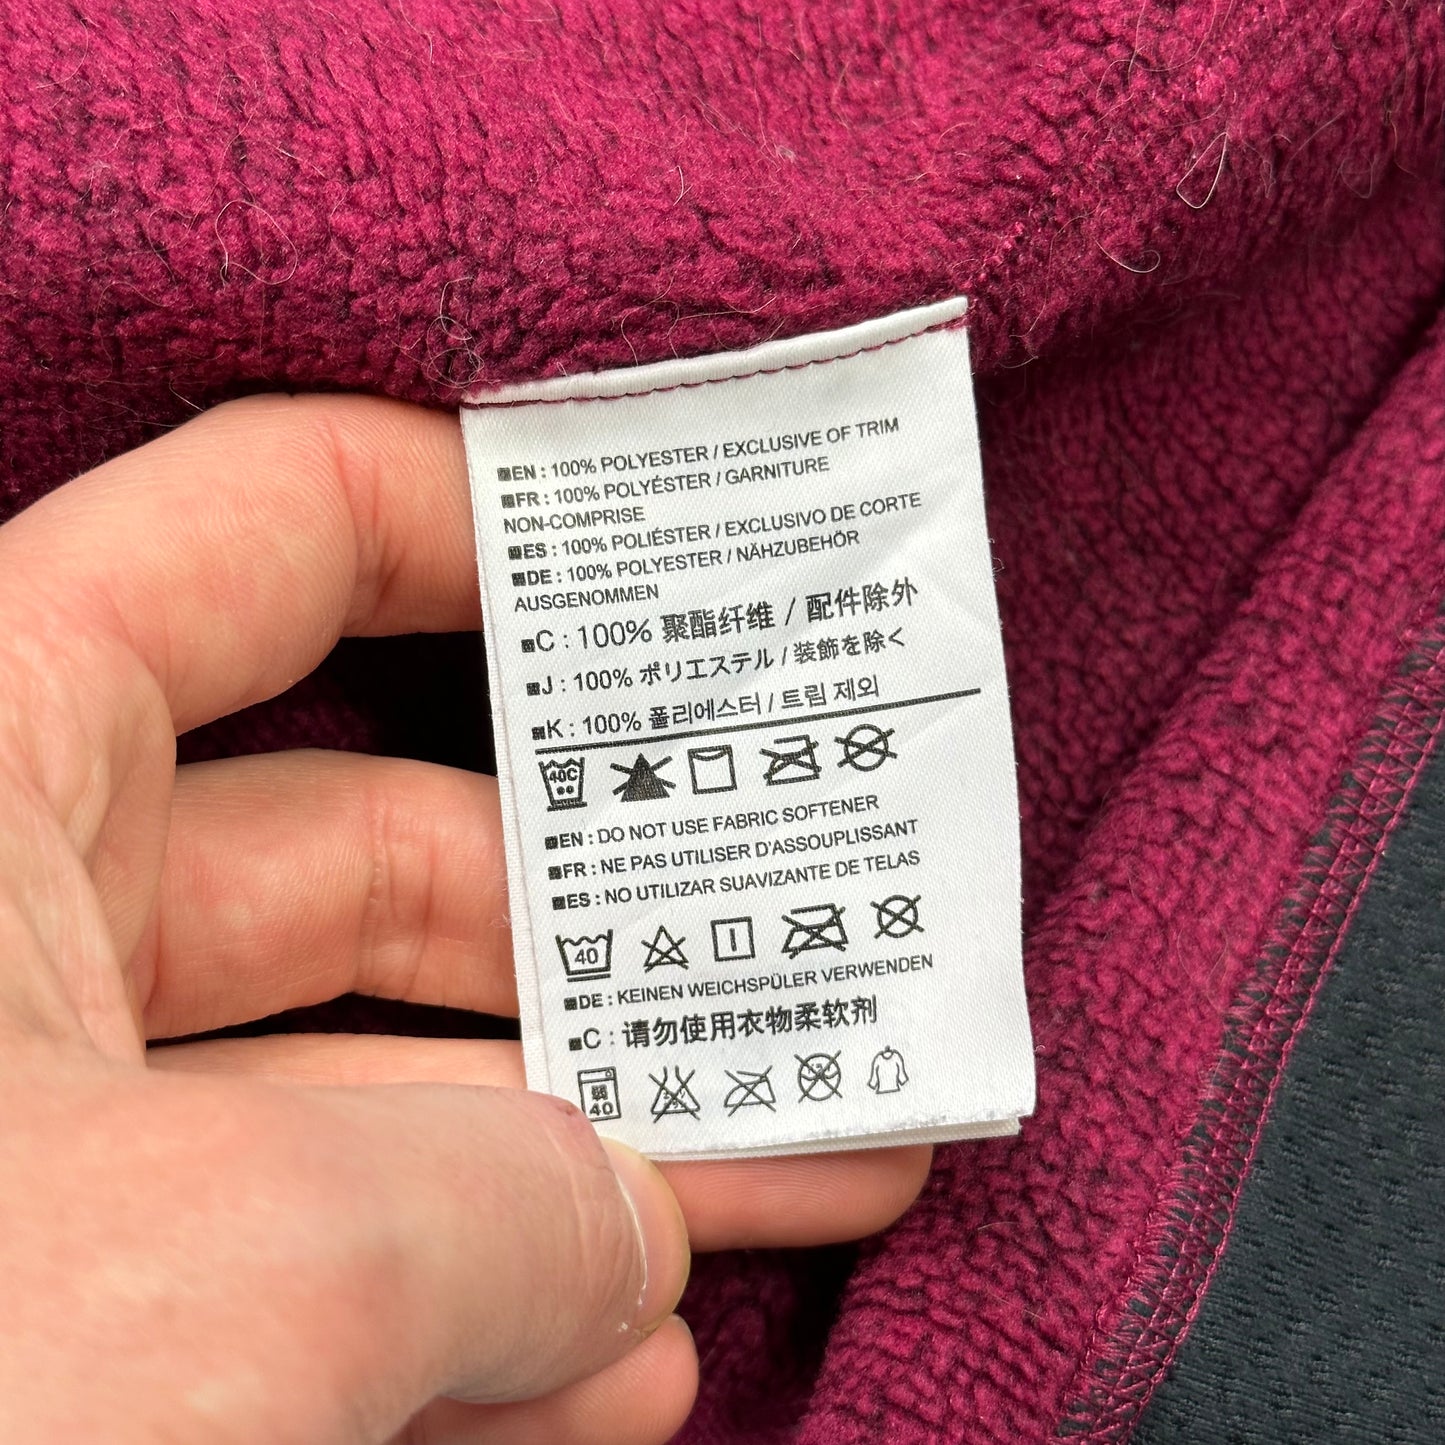 EN : 100% POLYESTER / EXCLUSIVE OF TRIM
FR : 100% POLYÉSTER / GARNITURE
NON-COMPRISE
ES : 100% POLIÉSTER / EXCLUSIVO DE CORTE
DE : 100% POLYESTER / NÄHZUBEHÖR
AUSGENOMMEN
C : 100% 聚酯纤维 / 配件除外
J : 100% ポリエステル / 装飾を除く
K : 100% 폴리에스터 / 트림 제외
40C
EN : DO NOT USE FABRIC SOFTENER
FR : NE PAS UTILISER D'ASSOUPLISSANT
ES : NO UTILIZAR SUAVIZANTE DE TELAS
40
DE : KEINEN WEICHSPÜLER VERWENDEN
C : 请勿使用衣物柔软剂
弱
40